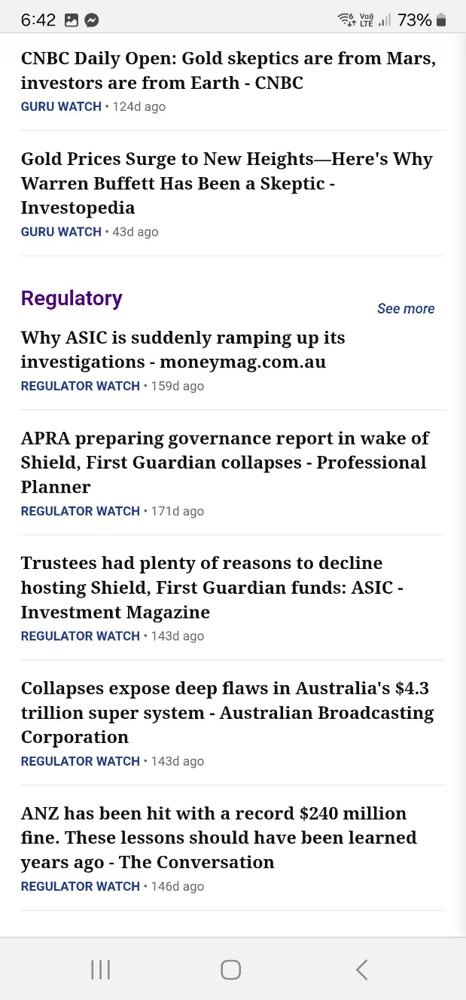 6:42
6 Vo)) LTE 73%
CNBC Daily Open: Gold skeptics are from Mars,
investors are from Earth - CNBC
GURU WATCH • 124d ago
Gold Prices Surge to New Heights—Here's Why
Warren Buffett Has Been a Skeptic -
Investopedia
GURU WATCH • 43d ago
Regulatory
See more
Why ASIC is suddenly ramping up its
investigations - moneymag.com.au
REGULATOR WATCH • 159d ago
APRA preparing governance report in wake of
Shield, First Guardian collapses - Professional
Planner
REGULATOR WATCH • 171d ago
Trustees had plenty of reasons to decline
hosting Shield, First Guardian funds: ASIC -
Investment Magazine
REGULATOR WATCH • 143d ago
Collapses expose deep flaws in Australia's $4.3
trillion super system - Australian Broadcasting
Corporation
REGULATOR WATCH • 143d ago
ANZ has been hit with a record $240 million
fine. These lessons should have been learned
years ago - The Conversation
REGULATOR WATCH • 146d ago